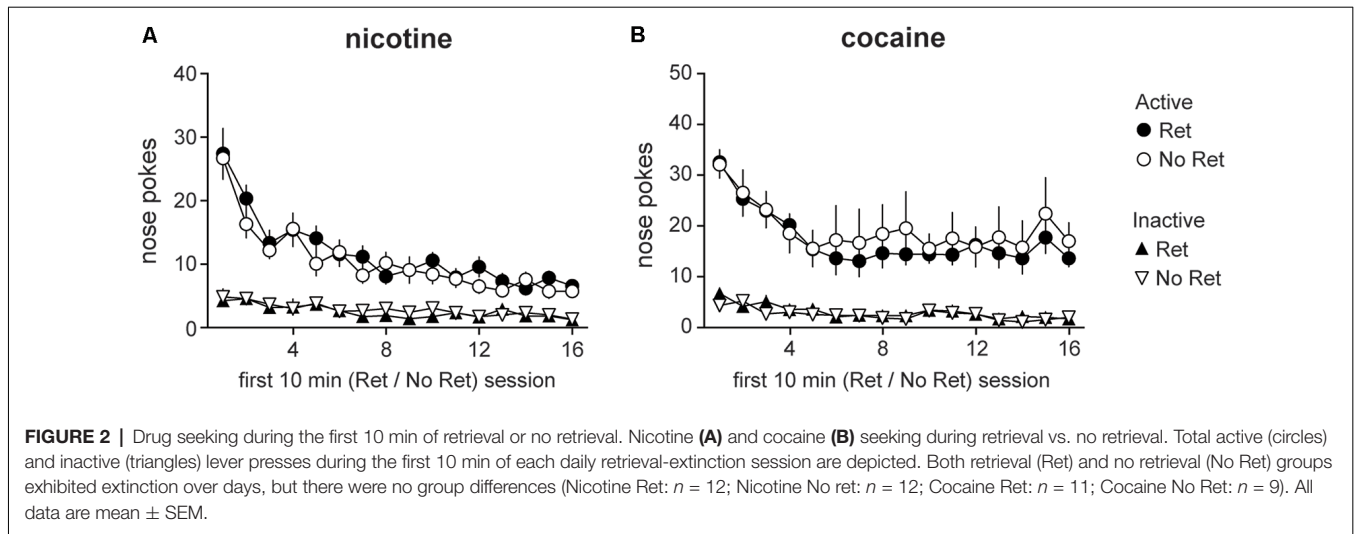 A
nicotine
nose pokes
40
30
20
10
0
4
8
12
16
first 10 min (Ret / No Ret) session
B
cocaine
nose pokes
50
40
30
20
10
0
4
8
12
16
first 10 min (Ret / No Ret) session
Active
Ret
No Ret
Inactive
Ret
No Ret
FIGURE 2 | Drug seeking during the first 10 min of retrieval or no retrieval. Nicotine (A) and cocaine (B) seeking during retrieval vs. no retrieval. Total active (circles)
and inactive (triangles) lever presses during the first 10 min of each daily retrieval-extinction session are depicted. Both retrieval (Ret) and no retrieval (No Ret) groups
exhibited extinction over days, but there were no group differences (Nicotine Ret: n = 12; Nicotine No ret: n = 12; Cocaine Ret: n = 11; Cocaine No Ret: n = 9). All
data are mean ± SEM.